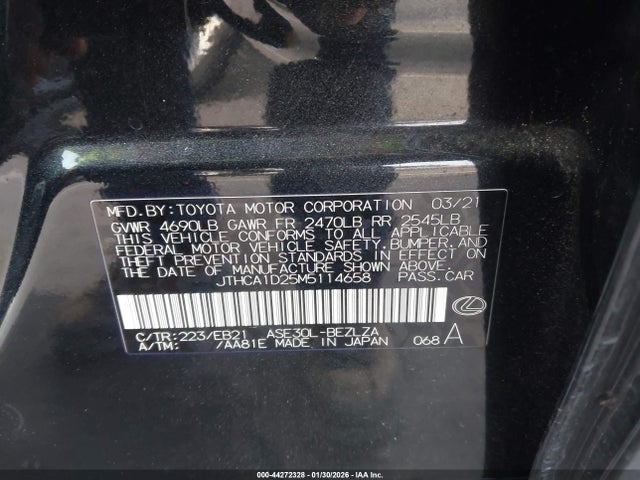 MFD.BY:TOYOTA MOTOR CORPORATION 03/21
GVWR 4690LB GAWR FR 2470LB RR 2545LB
THIS VEHICLE CONFORMS TO ALL APPLICABLE
FEDERAL MOTOR VEHICLE SAFETY,BUMPER,AND
THEFT PREVENTION STANDARDS IN EFFECT ON
THE DATE OF MANUFACTURE SHOWN ABOVE.
JTHCA1D25M5114658 PASS.CAR
C/TR:223/EB21 ASE30L-BEZLZA
A/TM: /AA81E MADE IN JAPAN 068 A
000-44272328 - 01/30/2026 - IAA Inc.